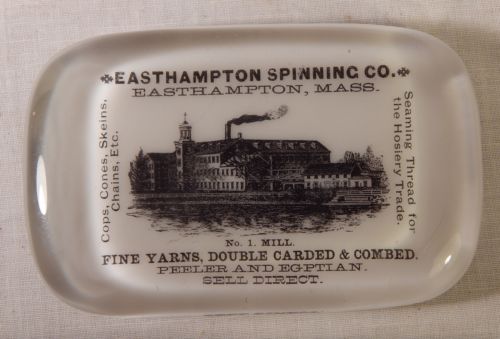 EASTHAMPTON SPINNING CO.
EASTHAMPTON, MASS.
Cops, Cones, Skeins,
Chains, Etc.
Seaming Thread for
the Hosiery Trade.
No. 1. MILL.
FINE YARNS, DOUBLE CARDED & COMBED.
PEELER AND EGPTIAN.
SELL DIRECT.